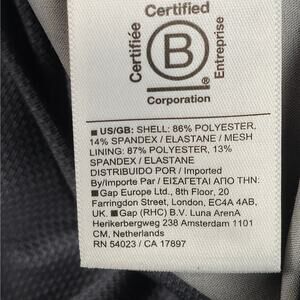 Certified
Certifiée
B
Entreprise
Corporation
■ US/GB: SHELL: 86% POLYESTER,
14% SPANDEX / ELASTANE / MESH
LINING: 87% POLYESTER, 13%
SPANDEX / ELASTANE
DISTRIBUIDO POR / Imported
By/Importe Par / ΕΙΣΑΓΕΤΑΙ ΑΠΟ ΤΗΝ:
■Gap Europe Ltd., 8th Floor, 20
Farringdon Street, London, EC4A 4AB,
UK. ■Gap (RHC) B.V. Luna ArenA
Herikerbergweg 238 Amsterdam 1101
CM, Netherlands
RN 54023 / CA 17897